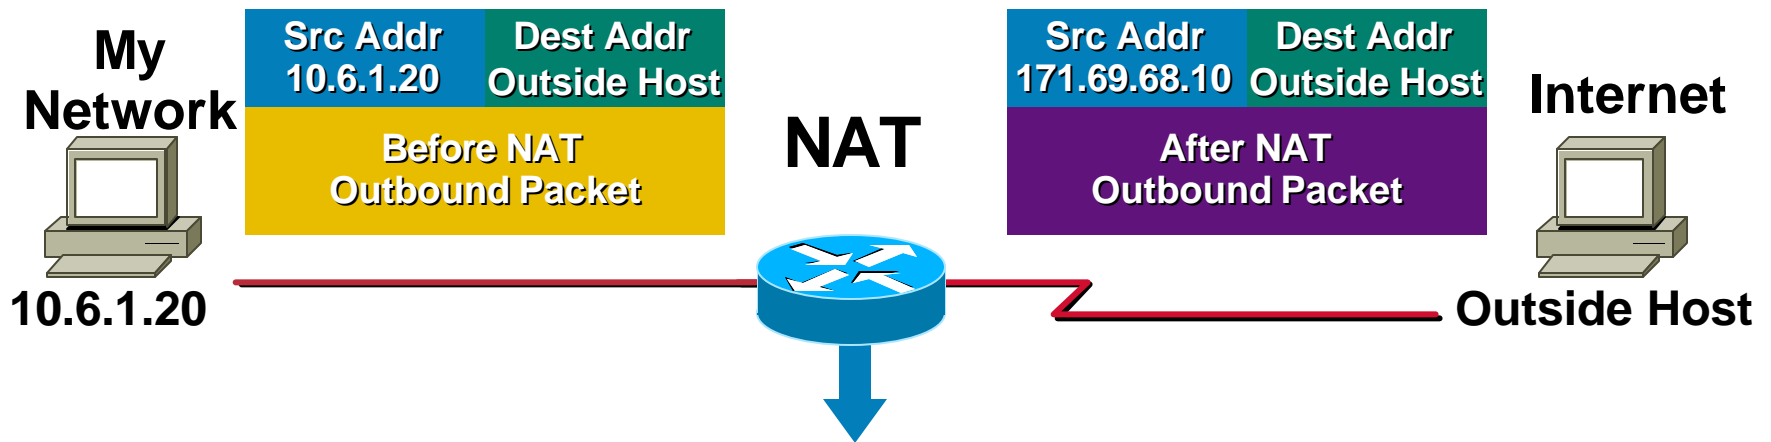 My
Network
10.6.1.20
Src Addr
10.6.1.20
Dest Addr
Outside Host
Before NAT
Outbound Packet
NAT
Src Addr
171.69.68.10
Dest Addr
Outside Host
After NAT
Outbound Packet
Internet
Outside Host